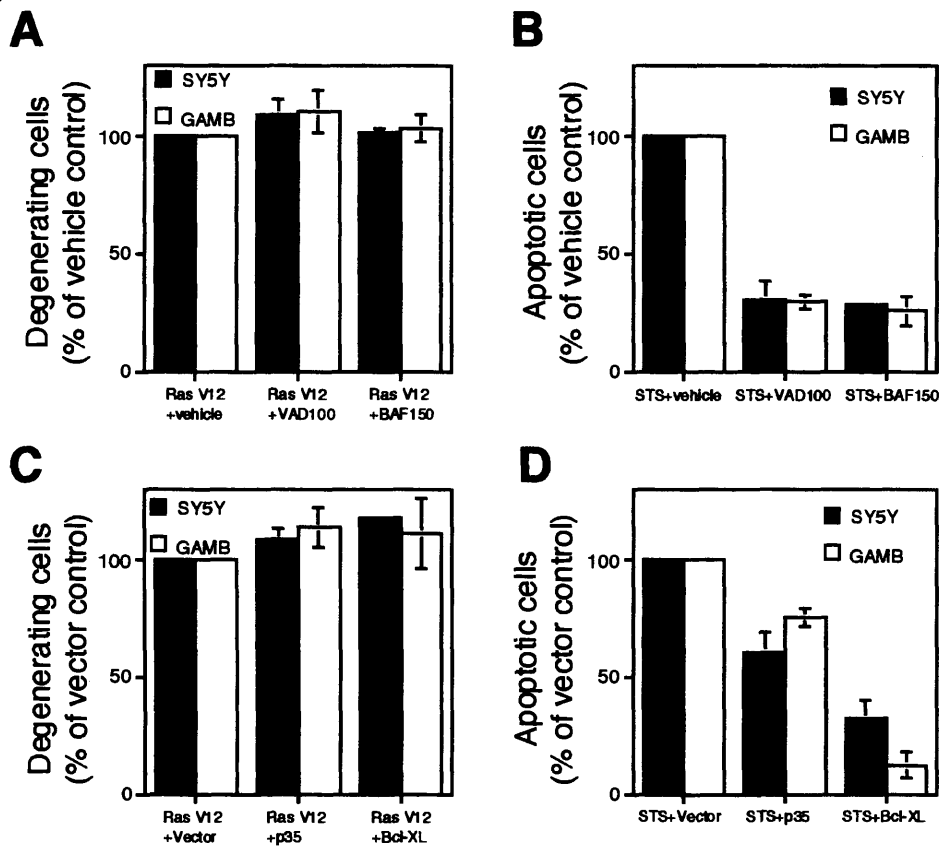 A
Degenerating cells
(% of vehicle control)
100
50
0
SY5Y
GAMB
Ras V12
+vehicle
Ras V12
+VAD100
Ras V12
+BAF150
B
Apoptotic cells
(% of vehicle control)
100
50
0
SY5Y
GAMB
STS+vehicle
STS+VAD100
STS+BAF150
C
Degenerating cells
(% of vector control)
100
50
0
SY5Y
GAMB
Ras V12
+Vector
Ras V12
+p35
Ras V12
+Bcl-XL
D
Apoptotic cells
(% of vector control)
100
50
0
SY5Y
GAMB
STS+Vector
STS+p35
STS+Bcl-XL